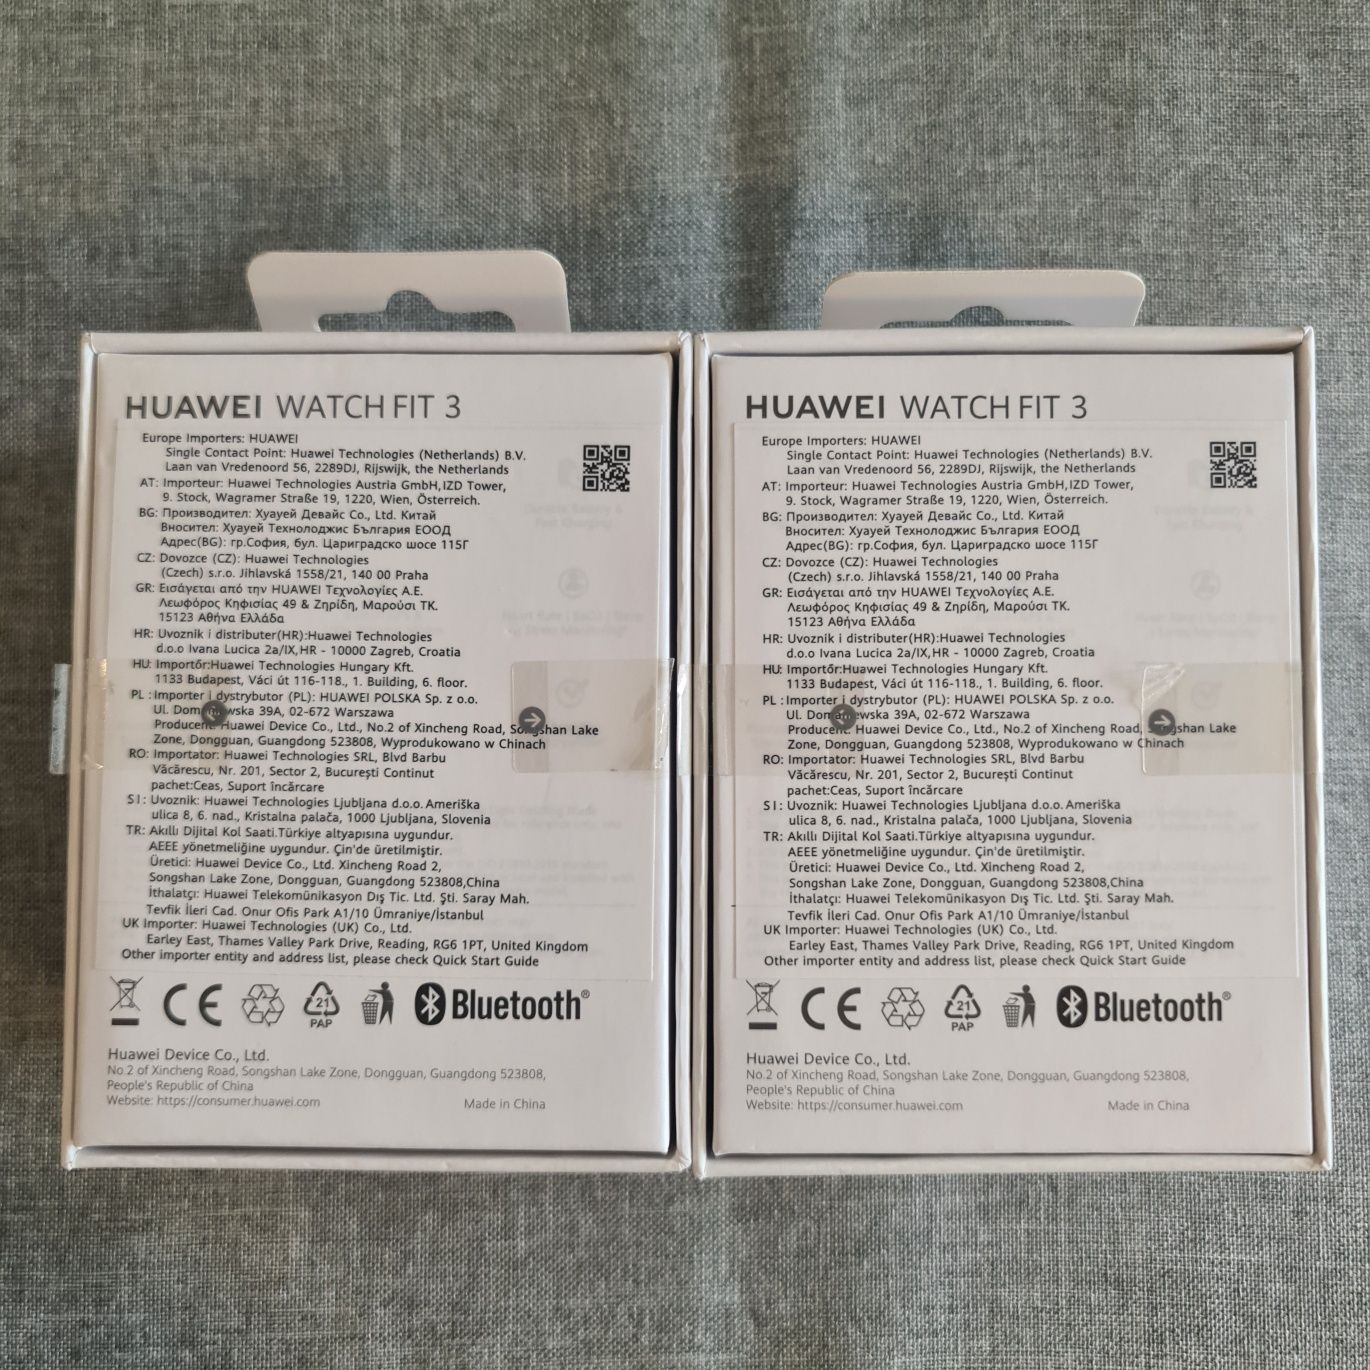 HUAWEI WATCH FIT 3
Europe Importers: HUAWEI
Single Contact Point: Huawei Technologies (Netherlands) B.V.
Laan van Vredenoord 56, 2289DJ, Rijswijk, the Netherlands
AT: Importeur: Huawei Technologies Austria GmbH,IZD Tower,
9. Stock, Wagramer Straße 19, 1220, Wien, Österreich.
BG: Производител: Хуауей Девайс Co., Ltd. Китай
Вносител: Хуауей Технолоджис България ЕООД
Адрес(BG): гр.София, бул. Цариградско шосе 115Г
CZ: Dovozce (CZ): Huawei Technologies
(Czech) s.r.o. Jihlavská 1558/21, 140 00 Praha
GR: Εισάγεται από την HUAWEI Τεχνολογίες Α.Ε.
Λεωφόρος Κηφισίας 49 & Ζηρίδη, Μαρούσι ΤΚ.
15123 Αθήνα Ελλάδα
HR: Uvoznik i distributer(HR):Huawei Technologies
d.o.o Ivana Lucica 2a/IX,HR - 10000 Zagreb, Croatia
HU: Importőr:Huawei Technologies Hungary Kft.
1133 Budapest, Váci út 116-118., 1. Building, 6. floor.
PL : Importer i dystrybutor (PL): HUAWEI POLSKA Sp. z o.o.
Ul. Domaniewska 39A, 02-672 Warszawa
Producent: Huawei Device Co., Ltd., No.2 of Xincheng Road, Songshan Lake
Zone, Dongguan, Guangdong 523808, Wyprodukowano w Chinach
RO: Importator: Huawei Technologies SRL, Blvd Barbu
Văcărescu, Nr. 201, Sector 2, București Continut
pachet:Ceas, Suport încărcare
SI: Uvoznik: Huawei Technologies Ljubljana d.o.o. Ameriška
ulica 8, 6. nad., Kristalna palača, 1000 Ljubljana, Slovenia
TR: Akıllı Dijital Kol Saati.Türkiye altyapısına uygundur.
AEEE yönetmeliğine uygundur. Çin'de üretilmiştir.
Üretici: Huawei Device Co., Ltd. Xincheng Road 2,
Songshan Lake Zone, Dongguan, Guangdong 523808,China
İthalatçı: Huawei Telekomünikasyon Dış Tic. Ltd. Şti. Saray Mah.
Tevfik İleri Cad. Onur Ofis Park A1/10 Ümraniye/İstanbul
UK Importer: Huawei Technologies (UK) Co., Ltd.
Earley East, Thames Valley Park Drive, Reading, RG6 1PT, United Kingdom
Other importer entity and address list, please check Quick Start Guide
CE 21 PAP Bluetooth®
Huawei Device Co., Ltd.
No.2 of Xincheng Road, Songshan Lake Zone, Dongguan, Guangdong 523808,
People's Republic of China
Website: https://consumer.huawei.com Made in China
HUAWEI WATCH FIT 3
Europe Importers: HUAWEI
Single Contact Point: Huawei Technologies (Netherlands) B.V.
Laan van Vredenoord 56, 2289DJ, Rijswijk, the Netherlands
AT: Importeur: Huawei Technologies Austria GmbH,IZD Tower,
9. Stock, Wagramer Straße 19, 1220, Wien, Österreich.
BG: Производител: Хуауей Девайс Co., Ltd. Китай
Вносител: Хуауей Технолоджис България ЕООД
Адрес(BG): гр.София, бул. Цариградско шосе 115Г
CZ: Dovozce (CZ): Huawei Technologies
(Czech) s.r.o. Jihlavská 1558/21, 140 00 Praha
GR: Εισάγεται από την HUAWEI Τεχνολογίες Α.Ε.
Λεωφόρος Κηφισίας 49 & Ζηρίδη, Μαρούσι ΤΚ.
15123 Αθήνα Ελλάδα
HR: Uvoznik i distributer(HR):Huawei Technologies
d.o.o Ivana Lucica 2a/IX,HR - 10000 Zagreb, Croatia
HU: Importőr:Huawei Technologies Hungary Kft.
1133 Budapest, Váci út 116-118., 1. Building, 6. floor.
PL : Importer i dystrybutor (PL): HUAWEI POLSKA Sp. z o.o.
Ul. Domaniewska 39A, 02-672 Warszawa
Producent: Huawei Device Co., Ltd., No.2 of Xincheng Road, Songshan Lake
Zone, Dongguan, Guangdong 523808, Wyprodukowano w Chinach
RO: Importator: Huawei Technologies SRL, Blvd Barbu
Văcărescu, Nr. 201, Sector 2, București Continut
pachet:Ceas, Suport încărcare
SI: Uvoznik: Huawei Technologies Ljubljana d.o.o. Ameriška
ulica 8, 6. nad., Kristalna palača, 1000 Ljubljana, Slovenia
TR: Akıllı Dijital Kol Saati.Türkiye altyapısına uygundur.
AEEE yönetmeliğine uygundur. Çin'de üretilmiştir.
Üretici: Huawei Device Co., Ltd. Xincheng Road 2,
Songshan Lake Zone, Dongguan, Guangdong 523808,China
İthalatçı: Huawei Telekomünikasyon Dış Tic. Ltd. Şti. Saray Mah.
Tevfik İleri Cad. Onur Ofis Park A1/10 Ümraniye/İstanbul
UK Importer: Huawei Technologies (UK) Co., Ltd.
Earley East, Thames Valley Park Drive, Reading, RG6 1PT, United Kingdom
Other importer entity and address list, please check Quick Start Guide
CE 21 PAP Bluetooth®
Huawei Device Co., Ltd.
No.2 of Xincheng Road, Songshan Lake Zone, Dongguan, Guangdong 523808,
People's Republic of China
Website: https://consumer.huawei.com Made in China